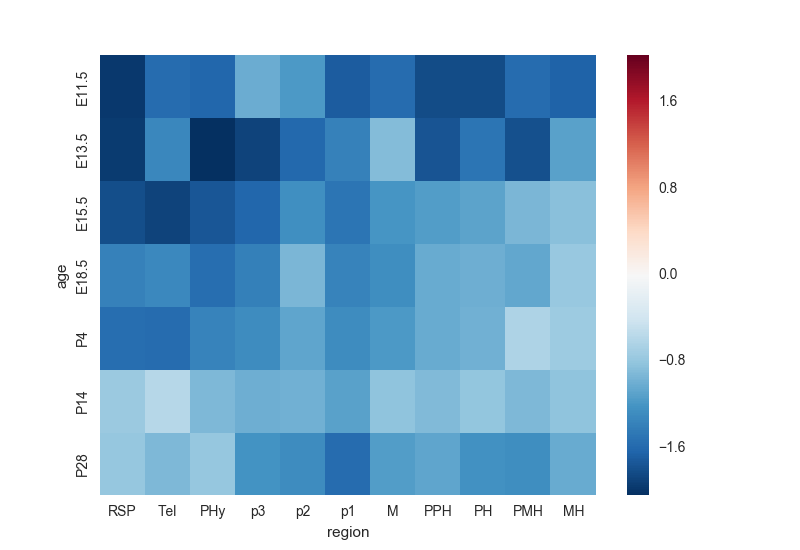 E11.5
E13.5
E15.5
E18.5
P4
P14
P28
age
RSP Tel PHy p3 p2 p1 M PPH PH PMH MH
region
1.6
0.8
0.0
−0.8
−1.6